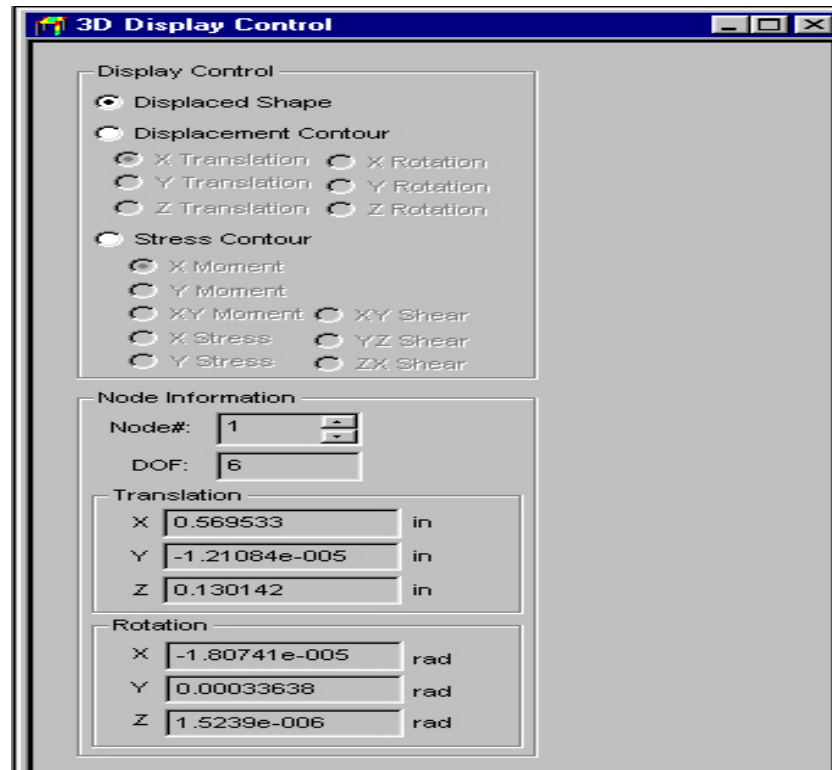 3D Display Control
Display Control
Displaced Shape
Displacement Contour
X Translation X Rotation
Y Translation Y Rotation
Z Translation Z Rotation
Stress Contour
X Moment
Y Moment
XY Moment XY Shear
X Stress YZ Shear
Y Stress ZX Shear
Node Information
Node#: 1
DOF: 6
Translation
X 0.569533 in
Y -1.21084e-005 in
Z 0.130142 in
Rotation
X -1.80741e-005 rad
Y 0.00033638 rad
Z 1.5239e-006 rad